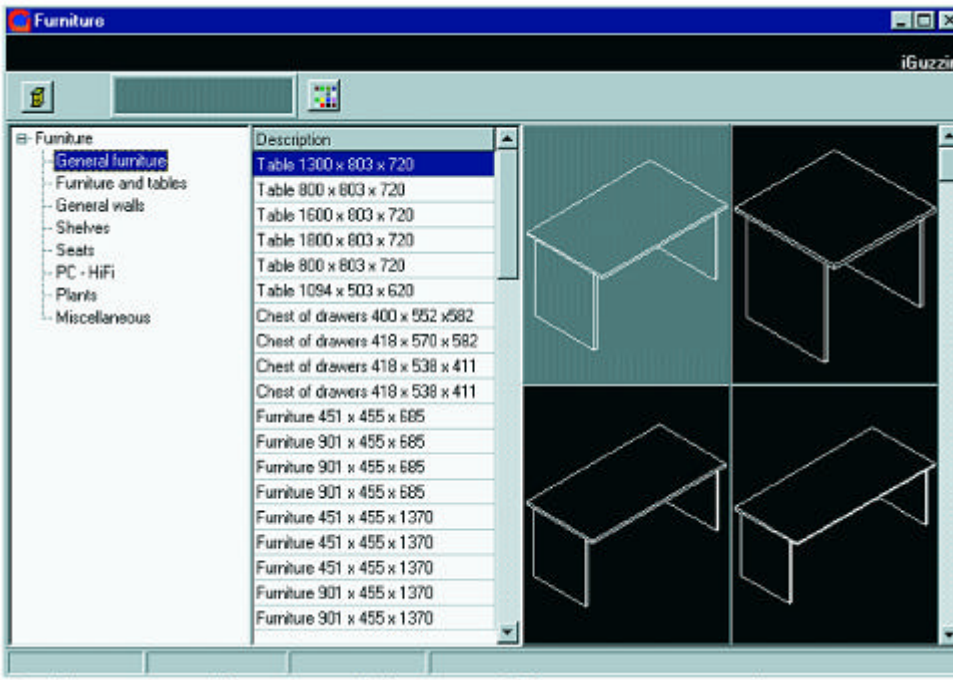 Furniture
iGuzzin
Furniture
General furniture
Furniture and tables
General walls
Shelves
Seats
PC - HiFi
Plants
Miscellaneous
Description
Table 1300 x 803 x 720
Table 800 x 803 x 720
Table 1600 x 803 x 720
Table 1800 x 803 x 720
Table 800 x 803 x 720
Table 1094 x 503 x 620
Chest of drawers 400 x 552 x582
Chest of drawers 418 x 570 x 582
Chest of drawers 418 x 538 x 411
Chest of drawers 418 x 538 x 411
Furniture 451 x 455 x 685
Furniture 901 x 455 x 685
Furniture 901 x 455 x 685
Furniture 901 x 455 x 685
Furniture 451 x 455 x 1370
Furniture 451 x 455 x 1370
Furniture 451 x 455 x 1370
Furniture 901 x 455 x 1370
Furniture 901 x 455 x 1370